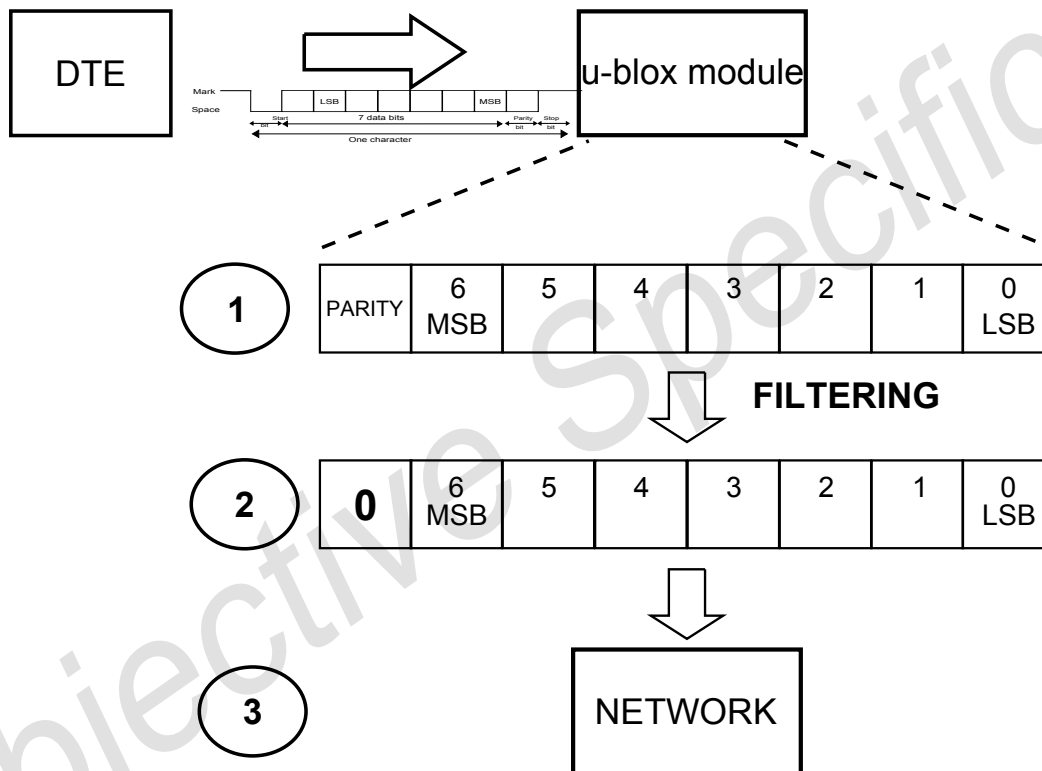 DTE
u-blox module
Mark
LSB MSB
Space
Start 7 data bits Parity Stop
bit bit bit
One character
1
PARITY 6 5 4 3 2 1 0
MSB LSB
FILTERING
2
0 6 5 4 3 2 1 0
MSB LSB
3
NETWORK
bjective Specific